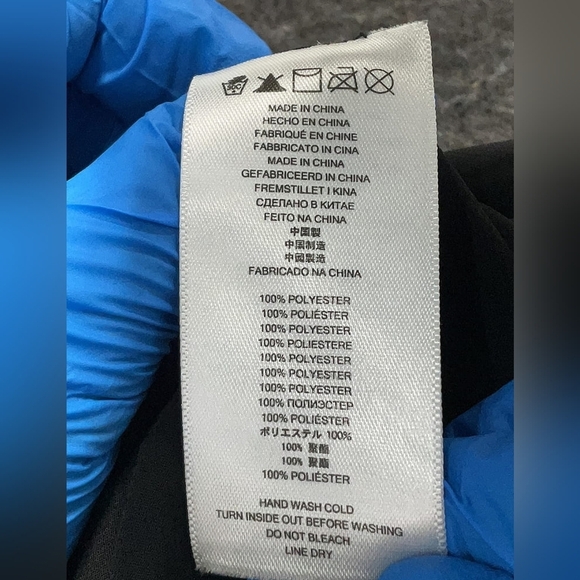 30C
MADE IN CHINA
HECHO EN CHINA
FABRIQUÉ EN CHINE
FABBRICATO IN CINA
MADE IN CHINA
GEFABRICEERD IN CHINA
FREMSTILLET I KINA
СДЕЛАНО В КИТАЕ
FEITO NA CHINA
中国製
中国制造
中國製造
FABRICADO NA CHINA
100% POLYESTER
100% POLIÉSTER
100% POLYESTER
100% POLIESTERE
100% POLYESTER
100% POLYESTER
100% POLYESTER
100% ПОЛИЭСТЕР
100% POLIÉSTER
ポリエステル 100%
100% 聚酯
100% 聚酯
100% POLIÉSTER
HAND WASH COLD
TURN INSIDE OUT BEFORE WASHING
DO NOT BLEACH
LINE DRY